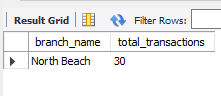 Result Grid Filter Rows:
branch_name total_transactions
North Beach 30